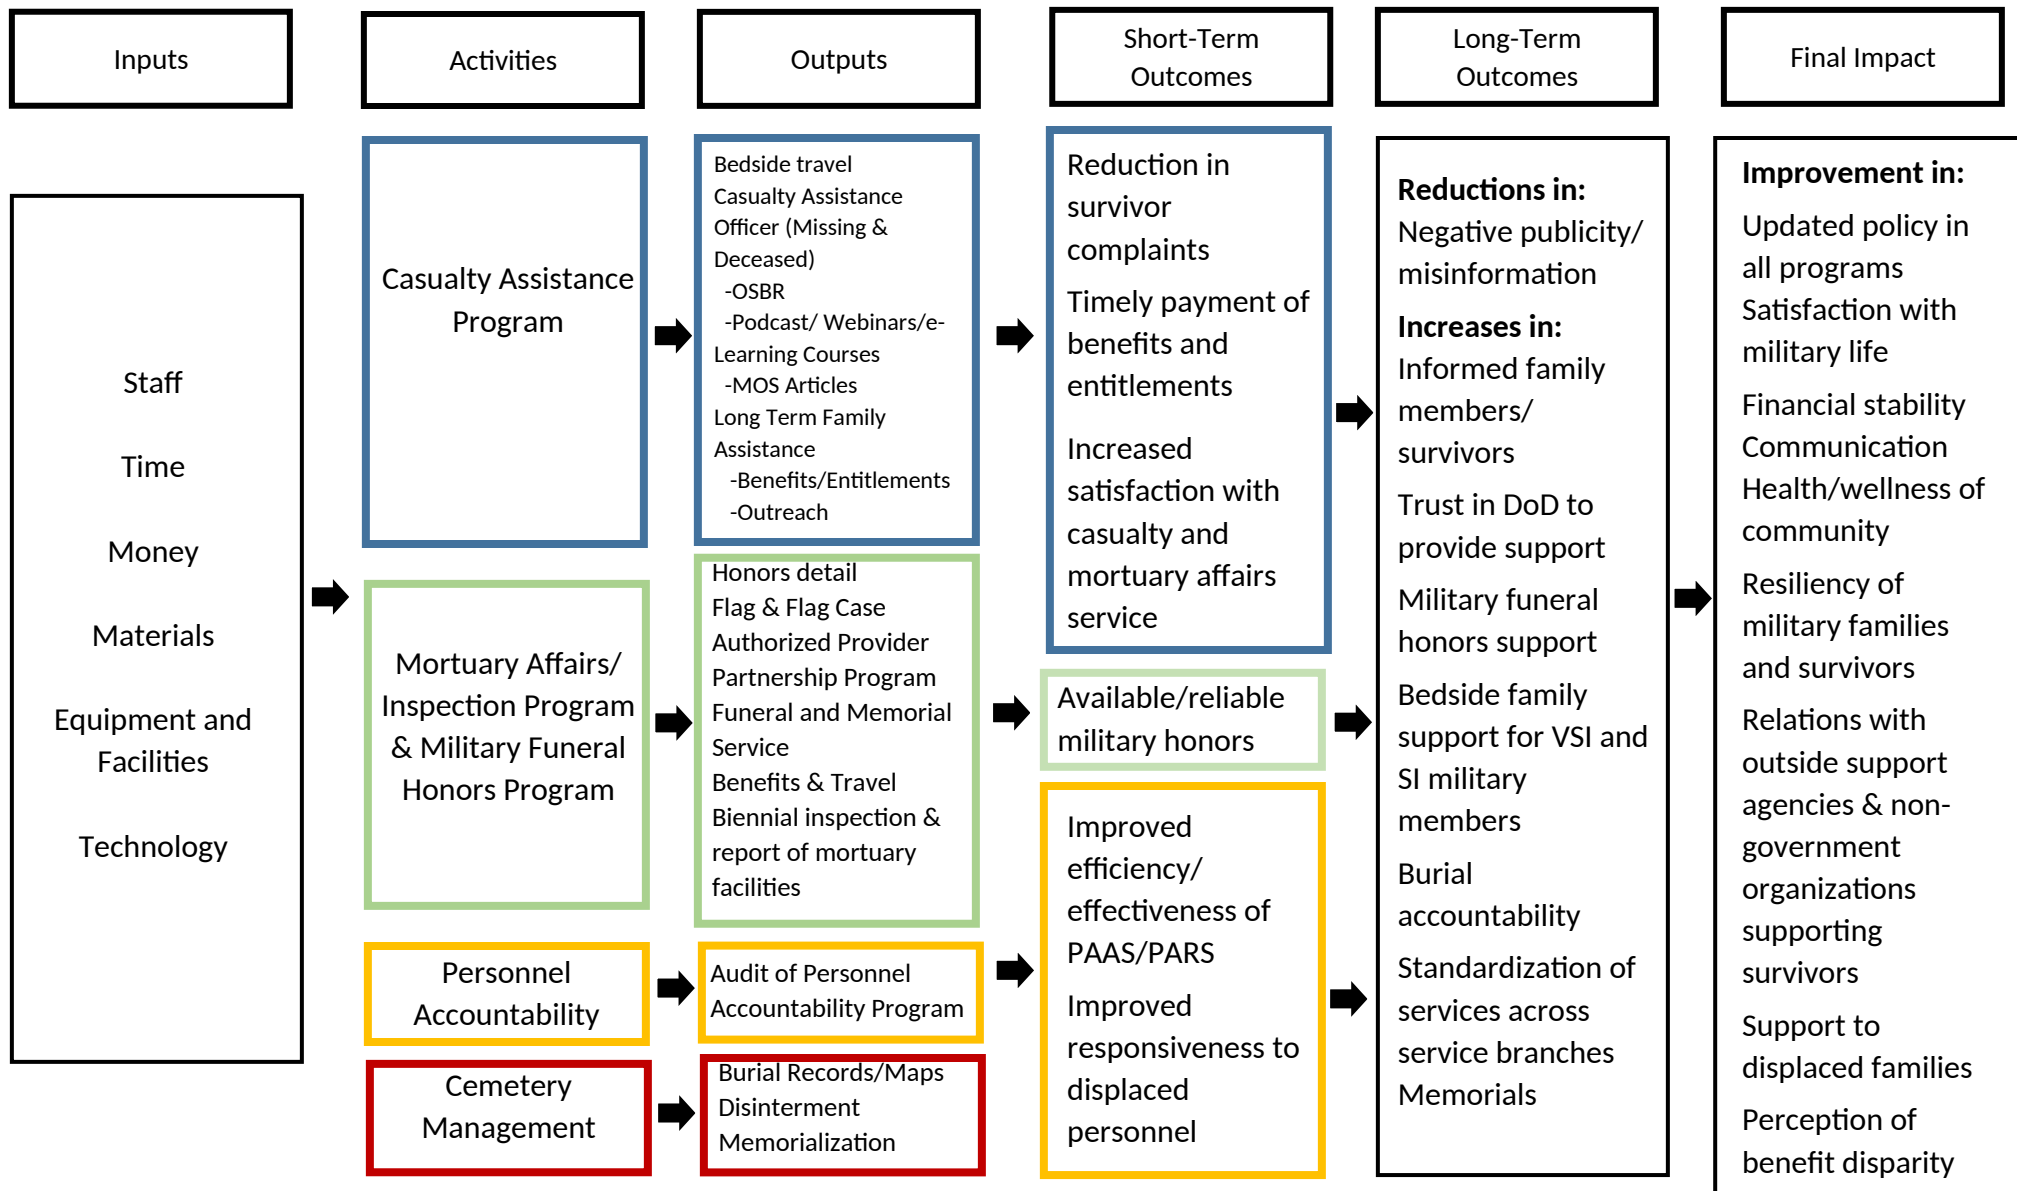 Inputs
Activities
Outputs
Short-Term
Outcomes
Long-Term
Outcomes
Final Impact
Staff
Time
Money
Materials
Equipment and
Facilities
Technology
Casualty Assistance
Program
Mortuary Affairs/
Inspection Program
& Military Funeral
Honors Program
Personnel
Accountability
Cemetery
Management
Bedside travel
Casualty Assistance
Officer (Missing &
Deceased)
-OSBR
-Podcast/ Webinars/e-
Learning Courses
-MOS Articles
Long Term Family
Assistance
-Benefits/Entitlements
-Outreach
Honors detail
Flag & Flag Case
Authorized Provider
Partnership Program
Funeral and Memorial
Service
Benefits & Travel
Biennial inspection &
report of mortuary
facilities
Audit of Personnel
Accountability Program
Burial Records/Maps
Disinterment
Memorialization
Reduction in
survivor
complaints
Timely payment of
benefits and
entitlements
Increased
satisfaction with
casualty and
mortuary affairs
service
Available/reliable
military honors
Improved
efficiency/
effectiveness of
PAAS/PARS
Improved
responsiveness to
displaced
personnel
Reductions in:
Negative publicity/
misinformation
Increases in:
Informed family
members/
survivors
Trust in DoD to
provide support
Military funeral
honors support
Bedside family
support for VSI and
SI military
members
Burial
accountability
Standardization of
services across
service branches
Memorials
Improvement in:
Updated policy in
all programs
Satisfaction with
military life
Financial stability
Communication
Health/wellness of
community
Resiliency of
military families
and survivors
Relations with
outside support
agencies & non-
government
organizations
supporting
survivors
Support to
displaced families
Perception of
benefit disparity